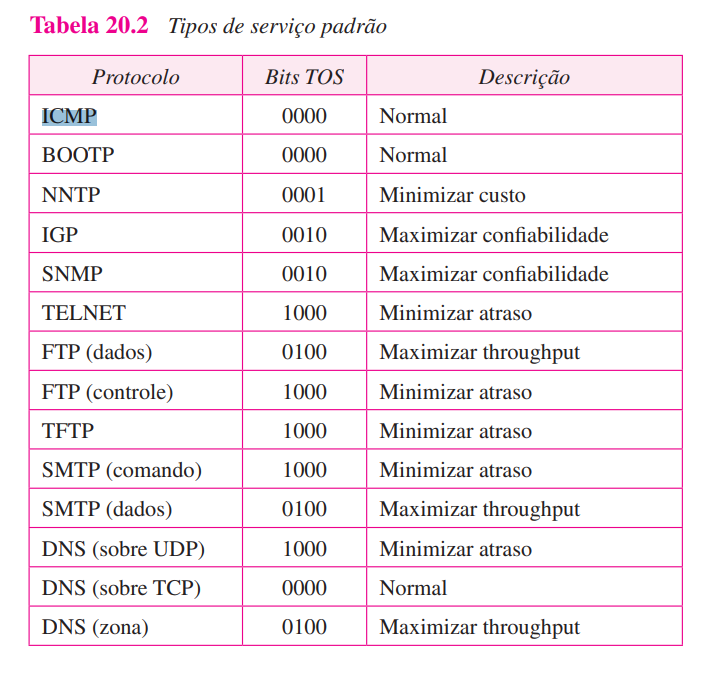 Tabela 20.2 Tipos de serviço padrão
Protocolo Bits TOS Descrição
ICMP 0000 Normal
BOOTP 0000 Normal
NNTP 0001 Minimizar custo
IGP 0010 Maximizar confiabilidade
SNMP 0010 Maximizar confiabilidade
TELNET 1000 Minimizar atraso
FTP (dados) 0100 Maximizar throughput
FTP (controle) 1000 Minimizar atraso
TFTP 1000 Minimizar atraso
SMTP (comando) 1000 Minimizar atraso
SMTP (dados) 0100 Maximizar throughput
DNS (sobre UDP) 1000 Minimizar atraso
DNS (sobre TCP) 0000 Normal
DNS (zona) 0100 Maximizar throughput